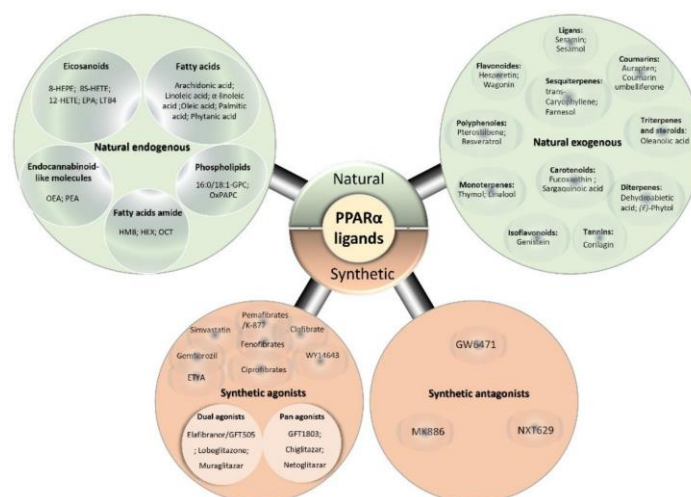 Eicosanoids
8-HEPE; 8S-HETE;
12-HETE; EPA; LTB4
Fatty acids
Arachidonic acid;
Linoleic acid; α-linoleic
acid ;Oleic acid; Palmitic
acid; Phytanic acid
Natural endogenous
Endocannabinoid-
like molecules
OEA; PEA
Phospholipids
16:0/18:1-GPC;
OxPAPC
Fatty acids amide
HMB; HEX; OCT
Natural
PPARα
ligands
Synthetic
Ligans:
Sesamin;
Sesamol
Flavonoides:
Hesperetin;
Wagonin
Coumarins:
Aurapten;
Coumarin
umbelliferone
Sesquiterpenes:
trans-
Caryophyllene;
Farnesol
Polyphenoles:
Pterostilbene;
Resveratrol
Natural exogenous
Triterpenes
and steroids:
Oleanolic acid
Monoterpenes:
Thymol; Linalool
Carotenoids:
Fucoxanthin ;
Sargaquinoic acid
Diterpenes:
Dehydroabietic
acid; (E)-Phytol
Isoflavonoids:
Genistein
Tannins:
Corilagin
Pemafibrates
/K-877
Simvastatin
Clofibrate
Fenofibrates
Gemfibrozil
WY14643
ETYA
Ciprofibrates
Synthetic agonists
Dual agonists
Elafibranor/GFT505
; Lobeglitazone;
Muraglitazar
Pan agonists
GFT1803;
Chiglitazar;
Netoglitazar
GW6471
Synthetic antagonists
MK886
NXT629